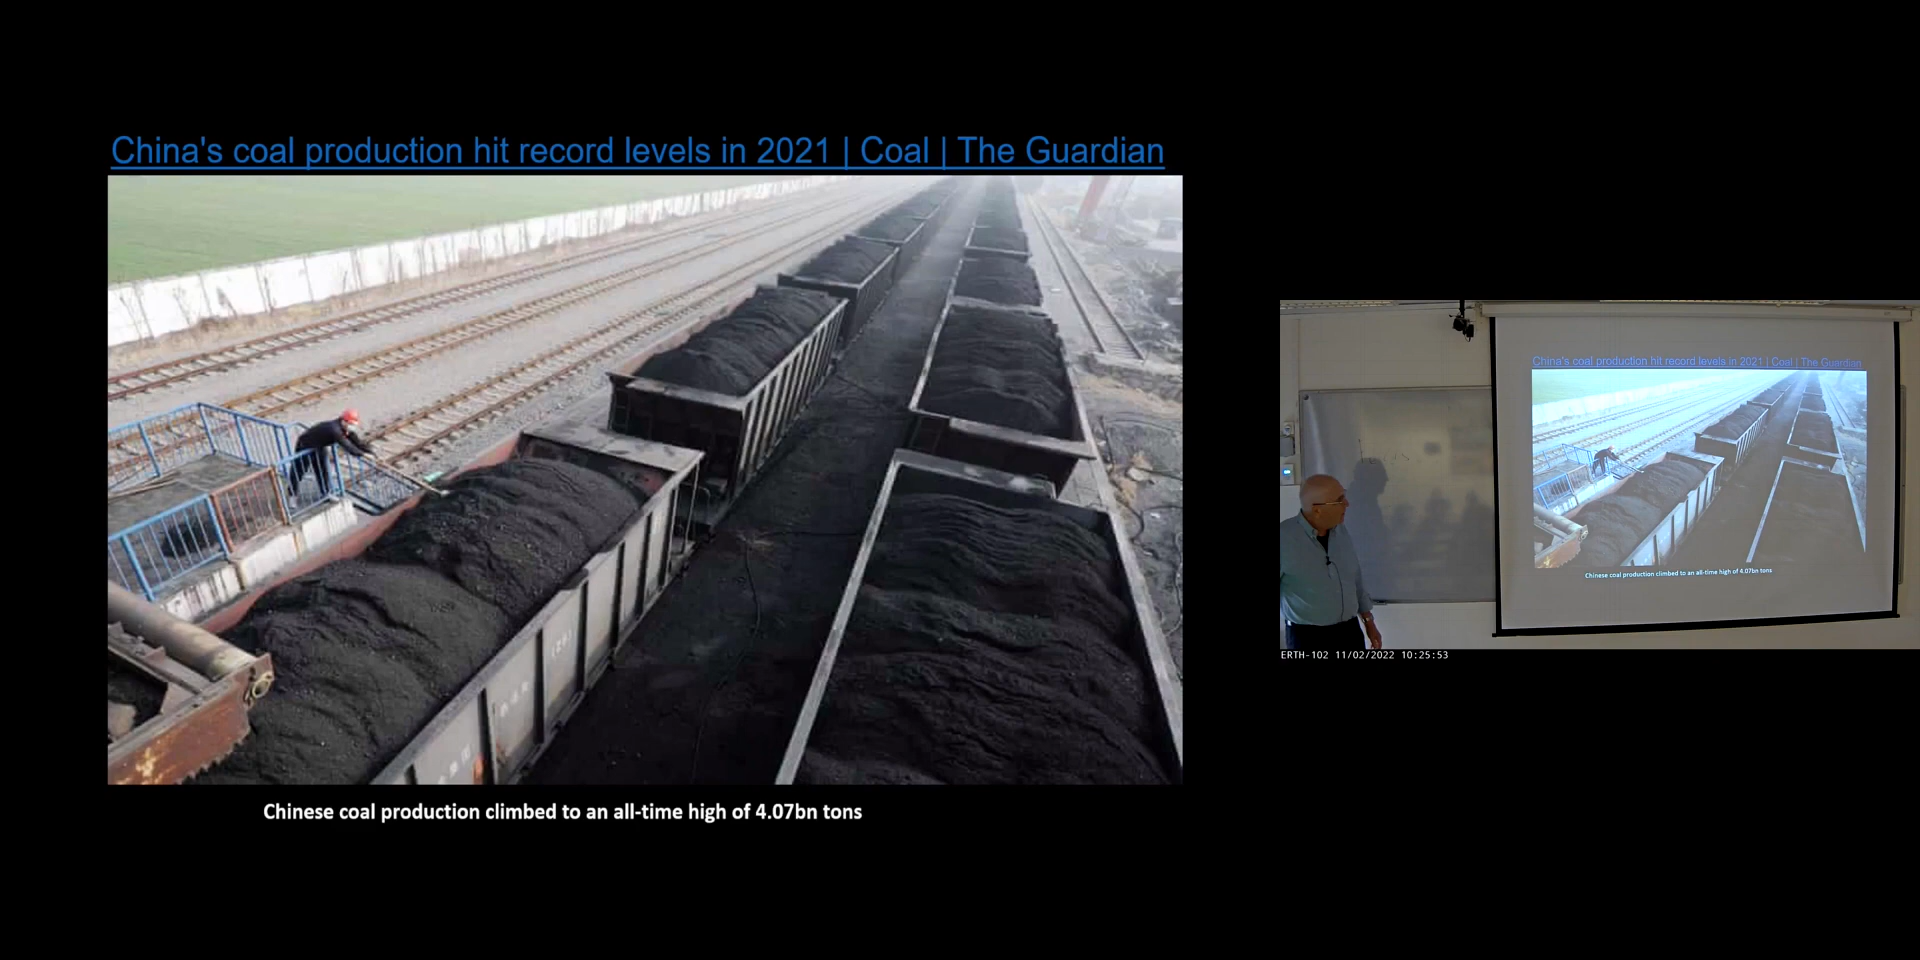 China's coal production hit record levels in 2021 | Coal | The Guardian
Chinese coal production climbed to an all-time high of 4.07bn tons
China's coal production hit record levels in 2021 | Coal | The Guardian
Chinese coal production climbed to an all-time high of 4.07bn tons
ERTH-102 11/02/2022 10:25:53